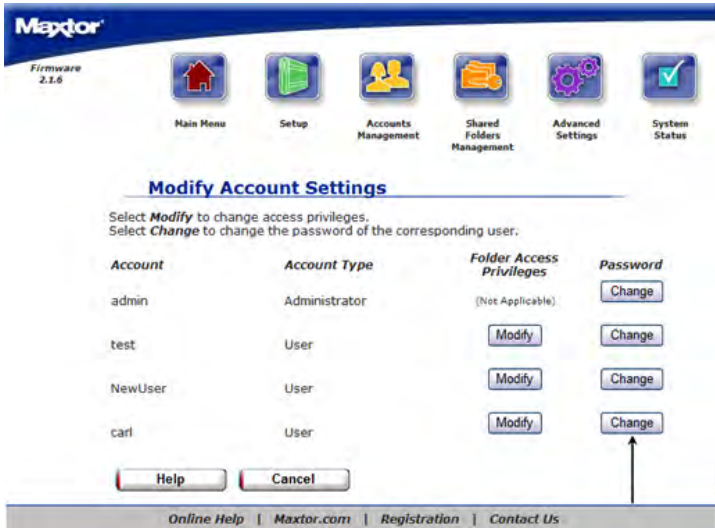 Maxtor
Firmware
2.1.6
Main Menu
Setup
Accounts
Management
Shared
Folders
Management
Advanced
Settings
System
Status
Modify Account Settings
Select Modify to change access privileges.
Select Change to change the password of the corresponding user.
Account Account Type Folder Access Privileges Password
admin Administrator (Not Applicable) Change
test User Modify Change
NewUser User Modify Change
carl User Modify Change
Help Cancel
Online Help | Maxtor.com | Registration | Contact Us